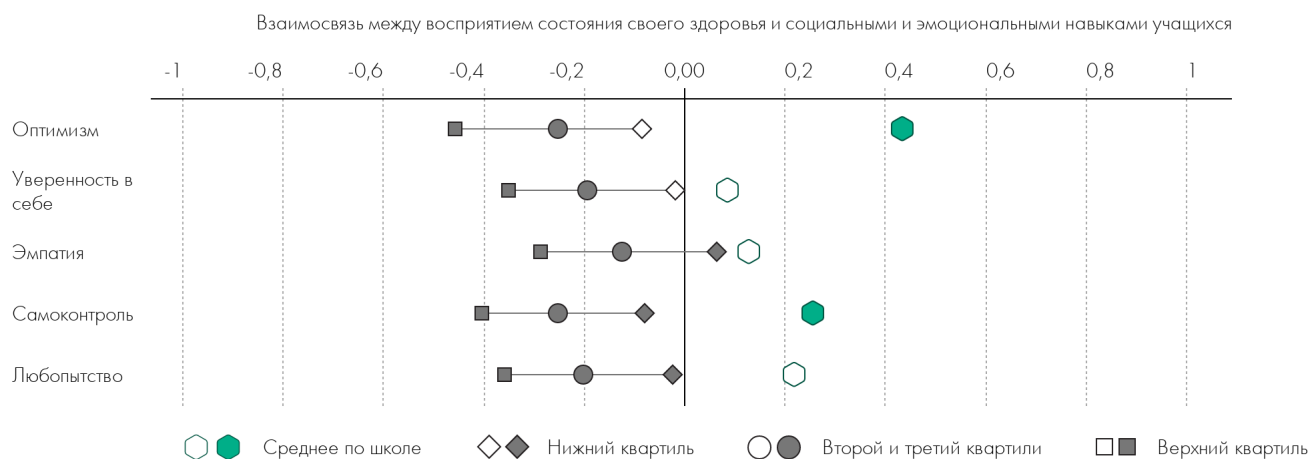 Взаимосвязь между восприятием состояния своего здоровья и социальными и эмоциональными навыками учащихся
-1 -0,8 -0,6 -0,4 -0,2 0,00 0,2 0,4 0,6 0,8 1
Оптимизм
Уверенность в
себе
Эмпатия
Самоконтроль
Любопытство
Среднее по школе Нижний квартиль Второй и третий квартили Верхний квартиль